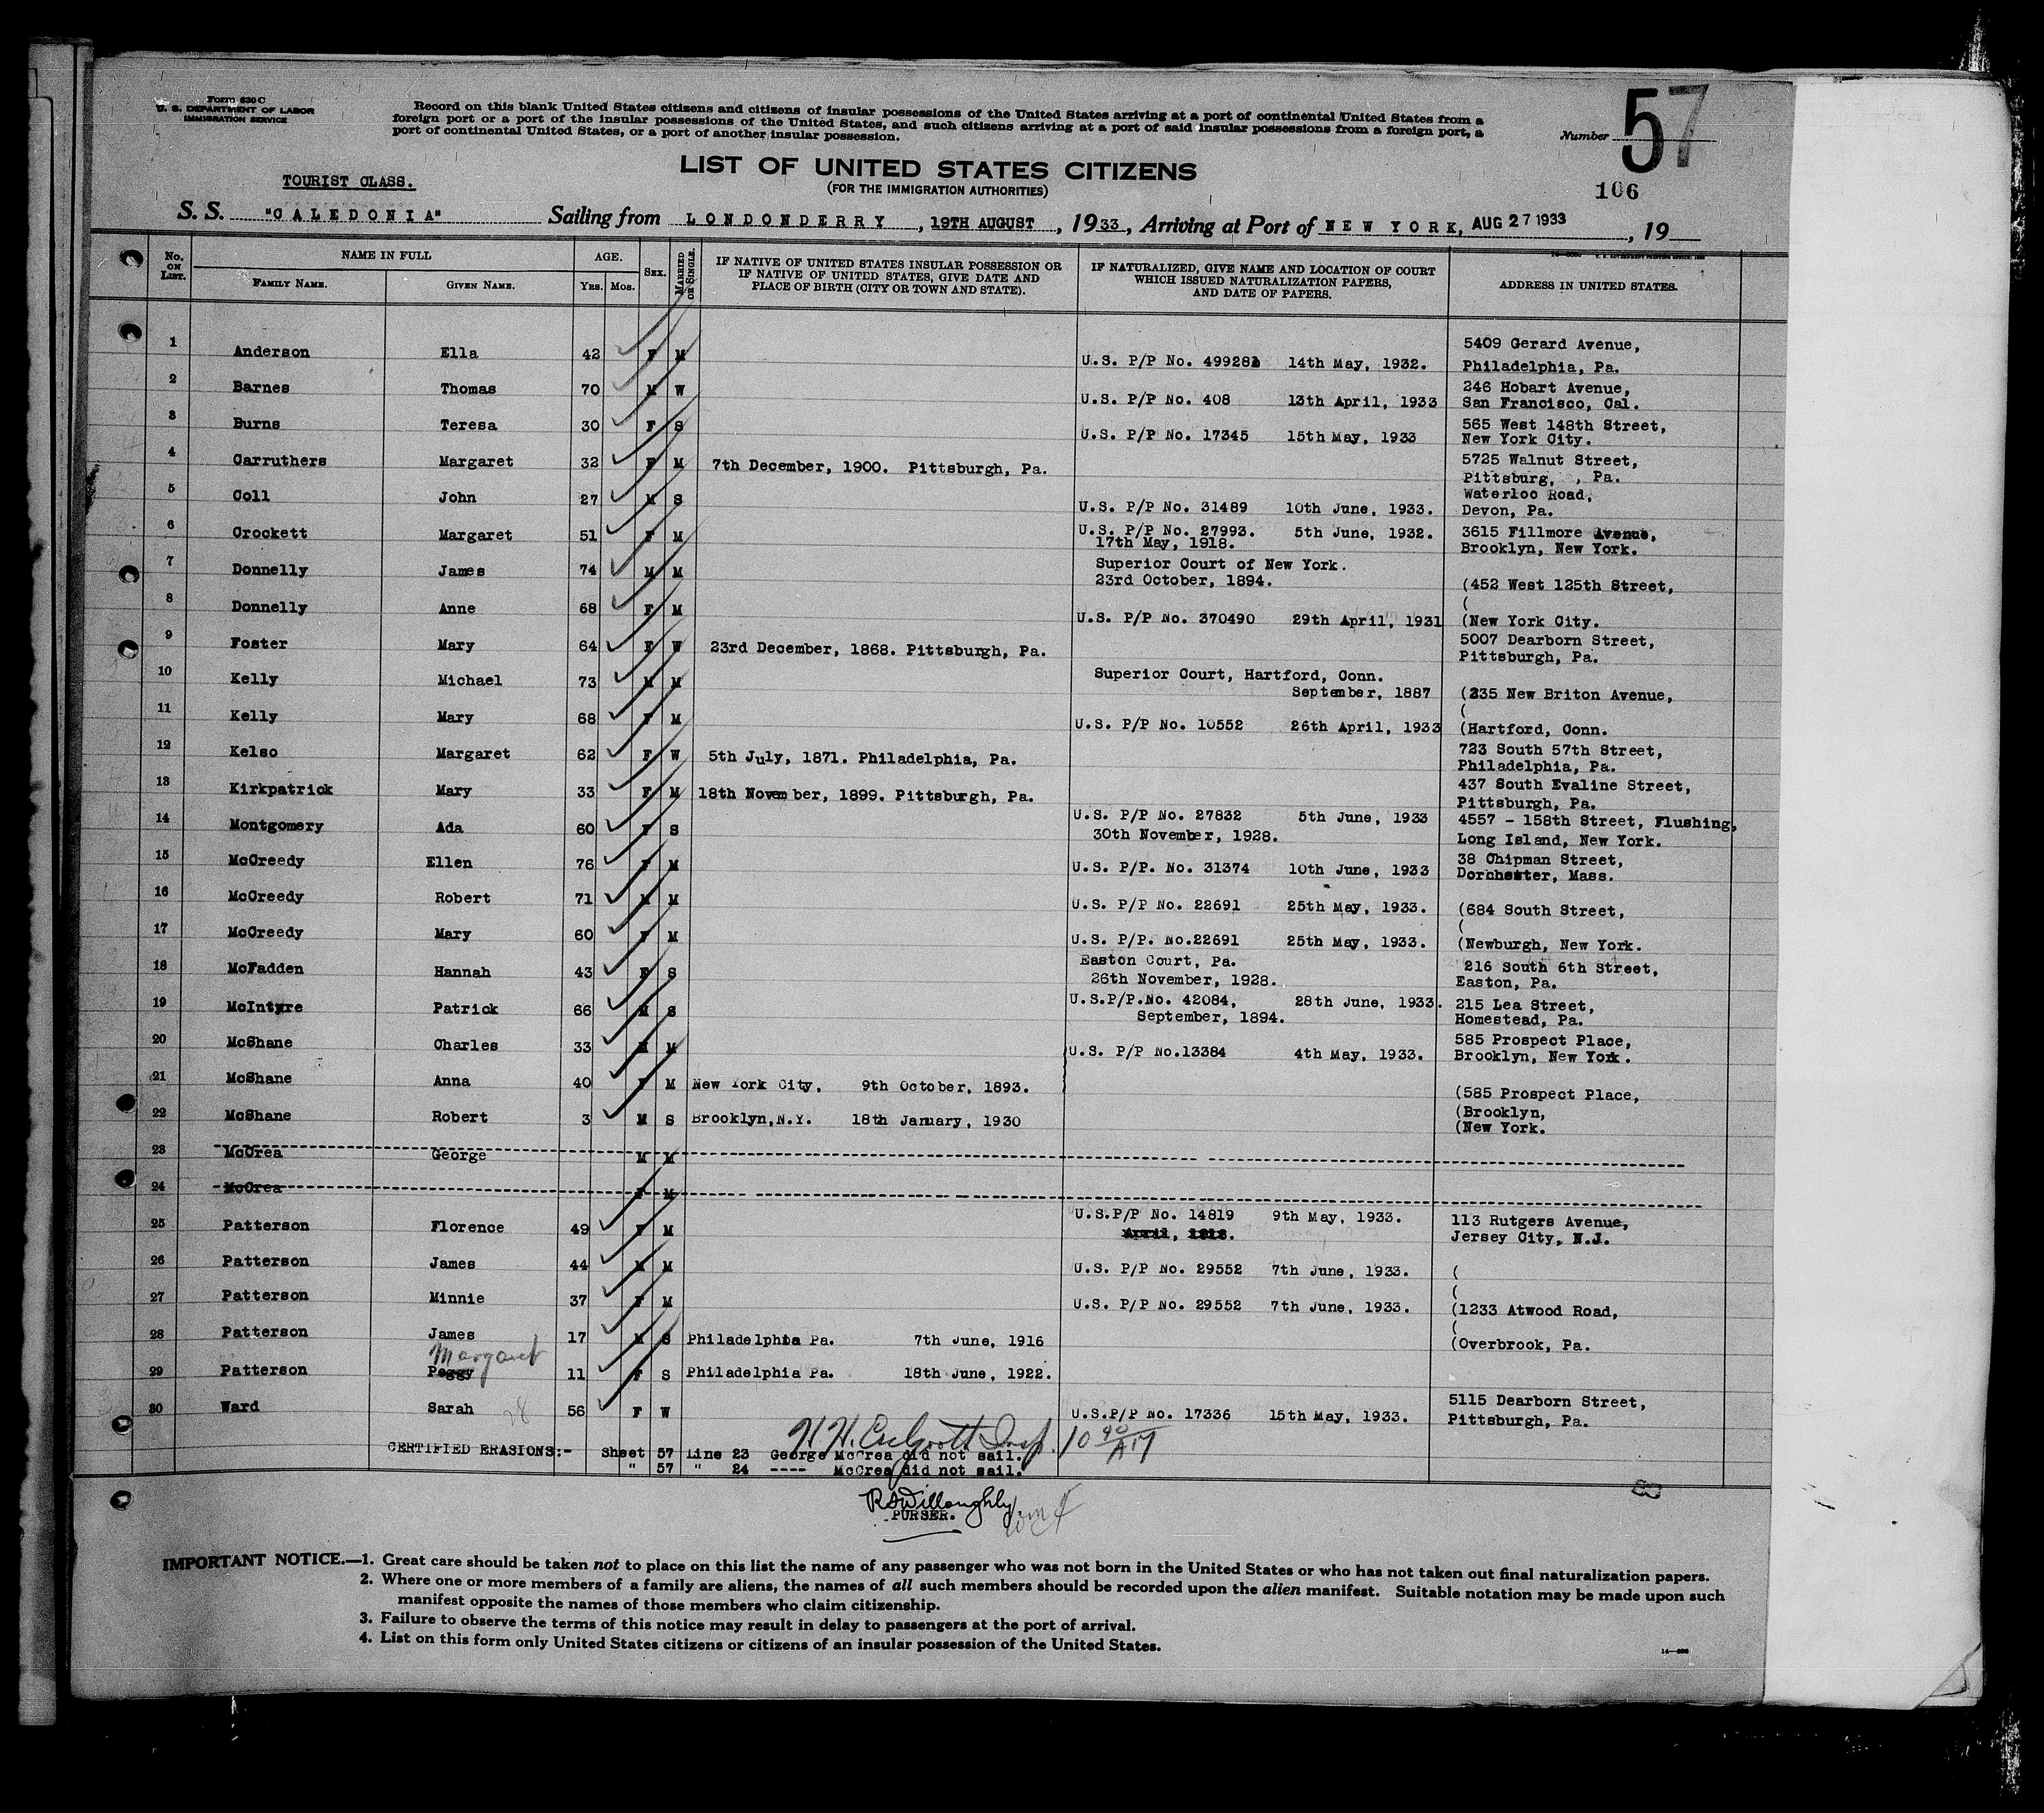 Form 630 C
U. S. DEPARTMENT OF LABOR
IMMIGRATION SERVICE
Record on this blank United States citizens and citizens of insular possessions of the United States arriving at a port of continental United States from a
foreign port or a port of the insular possessions of the United States, and such citizens arriving at a port of said insular possessions from a foreign port, a
port of continental United States, or a port of another insular possession.
Number 57
106
LIST OF UNITED STATES CITIZENS
(FOR THE IMMIGRATION AUTHORITIES)
TOURIST CLASS.
S. S. "CALEDONIA" Sailing from LONDONDERRY, 19TH AUGUST, 1933, Arriving at Port of NEW YORK, AUG 27 1933, 19
No. ON LIST. NAME IN FULL AGE. SEX. MARRIED OR SINGLE. IF NATIVE OF UNITED STATES INSULAR POSSESSION OR IF NATIVE OF UNITED STATES, GIVE DATE AND PLACE OF BIRTH (CITY OR TOWN AND STATE). IF NATURALIZED, GIVE NAME AND LOCATION OF COURT WHICH ISSUED NATURALIZATION PAPERS, AND DATE OF PAPERS. ADDRESS IN UNITED STATES.
FAMILY NAME. GIVEN NAME. Yrs. Mos.
1 Anderson Ella 42 F M U.S. P/P No. 499281 14th May, 1932. 5409 Gerard Avenue,
Philadelphia, Pa.
2 Barnes Thomas 70 M W U.S. P/P No. 408 13th April, 1933 246 Hobart Avenue,
San Francisco, Cal.
3 Burns Teresa 30 F S U.S. P/P No. 17345 15th May, 1933 565 West 148th Street,
New York City.
4 Carruthers Margaret 32 F M 7th December, 1900. Pittsburgh, Pa. 5725 Walnut Street,
Pittsburg, , Pa.
5 Coll John 27 M S U.S. P/P No. 31489 10th June, 1933. Waterloo Road,
Devon, Pa.
6 Crockett Margaret 51 F M U.S. P/P No. 27993. 5th June, 1932. 3615 Fillmore Avenue,
17th May, 1918. Brooklyn, New York.
7 Donnelly James 74 M M Superior Court of New York.
23rd October, 1894. (452 West 125th Street,
8 Donnelly Anne 68 F M (
U.S. P/P No. 370490 29th April, 1931 (New York City.
9 Foster Mary 64 F W 23rd December, 1868. Pittsburgh, Pa. 5007 Dearborn Street,
Pittsburgh, Pa.
10 Kelly Michael 73 M M Superior Court, Hartford, Conn.
September, 1887 (235 New Briton Avenue,
11 Kelly Mary 68 F M (
U.S. P/P No. 10552 26th April, 1933 (Hartford, Conn.
12 Kelso Margaret 62 F W 5th July, 1871. Philadelphia, Pa. 723 South 57th Street,
Philadelphia, Pa.
13 Kirkpatrick Mary 33 F M 18th November, 1899. Pittsburgh, Pa. 437 South Evaline Street,
Pittsburgh, Pa.
14 Montgomery Ada 60 F S U.S. P/P No. 27832 5th June, 1933 4557 - 158th Street, Flushing,
30th November, 1928. Long Island, New York.
15 McCreedy Ellen 76 F M U.S. P/P. No. 31374 10th June, 1933 38 Chipman Street,
Dorchester, Mass.
16 McCreedy Robert 71 M M U.S. P/P No. 22691 25th May, 1933. (684 South Street,
(
17 McCreedy Mary 60 F M U.S. P/P. No.22691 25th May, 1933. (Newburgh, New York.
18 McFadden Hannah 43 F S Easton Court, Pa. 216 South 6th Street,
26th November, 1928. Easton, Pa.
19 McIntyre Patrick 66 M S U.S.P/P.No. 42084, 28th June, 1933. 215 Lea Street,
September, 1894. Homestead, Pa.
20 McShane Charles 33 M M U.S. P/P No.13384 4th May, 1933. 585 Prospect Place,
Brooklyn, New York.
21 McShane Anna 40 F M New York City, 9th October, 1893. (585 Prospect Place,
22 McShane Robert 3 M S Brooklyn,N.Y. 18th January, 1930 (Brooklyn,
(New York.
23 McCrea George M M
24 McCrea F M
25 Patterson Florence 49 F M U.S.P/P No. 14819 9th May, 1933. 113 Rutgers Avenue,
April, 1918. Jersey City, N.J.
26 Patterson James 44 M M U.S. P/P No. 29552 7th June, 1933. (
(
27 Patterson Minnie 37 F M U.S. P/P No. 29552 7th June, 1933. (1233 Atwood Road,
(
28 Patterson James 17 M S Philadelphia Pa. 7th June, 1916 (Overbrook, Pa.
Margaret
29 Patterson Peggy 11 F S Philadelphia Pa. 18th June, 1922.
30 Ward Sarah 56 F W U.S.P/P No. 17336 15th May, 1933. 5115 Dearborn Street,
Pittsburgh, Pa.
28
10 40 AM
CERTIFIED ERASIONS:- Sheet 57 Line 23 George McCrea did not sail.
" 57 " 24 ---- McCrea did not sail.
R S Willoughby
PURSER.
IMPORTANT NOTICE.—1. Great care should be taken not to place on this list the name of any passenger who was not born in the United States or who has not taken out final naturalization papers.
2. Where one or more members of a family are aliens, the names of all such members should be recorded upon the alien manifest. Suitable notation may be made upon such
manifest opposite the names of those members who claim citizenship.
3. Failure to observe the terms of this notice may result in delay to passengers at the port of arrival.
4. List on this form only United States citizens or citizens of an insular possession of the United States.